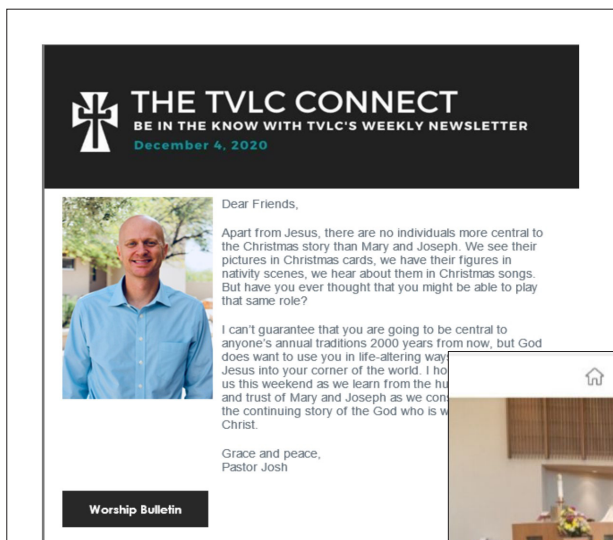 THE TVLC CONNECT
BE IN THE KNOW WITH TVLC'S WEEKLY NEWSLETTER
December 4, 2020
Dear Friends,
Apart from Jesus, there are no individuals more central to
the Christmas story than Mary and Joseph. We see their
pictures in Christmas cards, we have their figures in
nativity scenes, we hear about them in Christmas songs.
But have you ever thought that you might be able to play
that same role?
I can't guarantee that you are going to be central to
anyone's annual traditions 2000 years from now, but God
does want to use you in life-altering
Jesus into your corner of the world. I
us this weekend as we learn from the
and trust of Mary and Joseph as we
the continuing story of the God who is
Christ.
Grace and peace,
Pastor Josh
Worship Bulletin